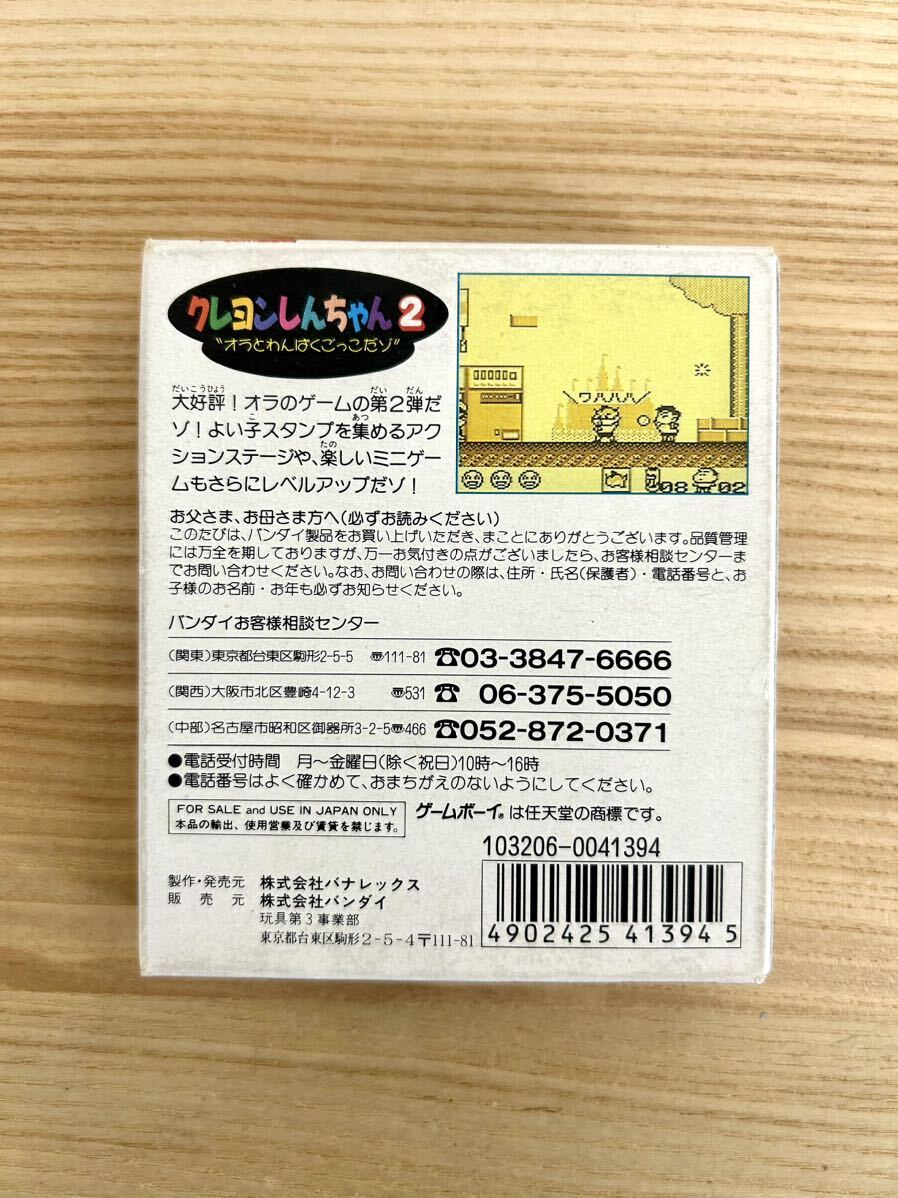 クレヨンしんちゃん2
"オラとわんぱくごっこだゾ"
大好評！オラのゲームの第2弾だ
ゾ！よい子スタンプを集めるアク
ションステージや、楽しいミニゲー
ムもさらにレベルアップだゾ！
だいこうひょう
だい
だん
こ
あつ
たの
ワハハハハ
08
02
お父さま、お母さま方へ(必ずお読みください)
このたびは、バンダイ製品をお買い上げいただき、まことにありがとうございます。品質管理
には万全を期しておりますが、万一お気付きの点がございましたら、お客様相談センターま
でお問い合わせください。なお、お問い合わせの際は、住所・氏名(保護者)・電話番号と、お
子様のお名前・お年も必ずお知らせください。
バンダイお客様相談センター
(関東)東京都台東区駒形2-5-5 〠111-81 ☎03-3847-6666
(関西)大阪市北区豊崎4-12-3 〠531 ☎ 06-375-5050
(中部)名古屋市昭和区御器所3-2-5〠466 ☎052-872-0371
●電話受付時間 月〜金曜日(除く祝日)10時〜16時
●電話番号はよく確かめて、おまちがえのないようにしてください。
FOR SALE and USE IN JAPAN ONLY
本品の輸出、使用営業及び賃貸を禁じます。
ゲームボーイ®は任天堂の商標です。
103206-0041394
製作・発売元 株式会社バナレックス
販売元 株式会社バンダイ
玩具第3事業部
東京都台東区駒形2-5-4〒111-81
4902425413945